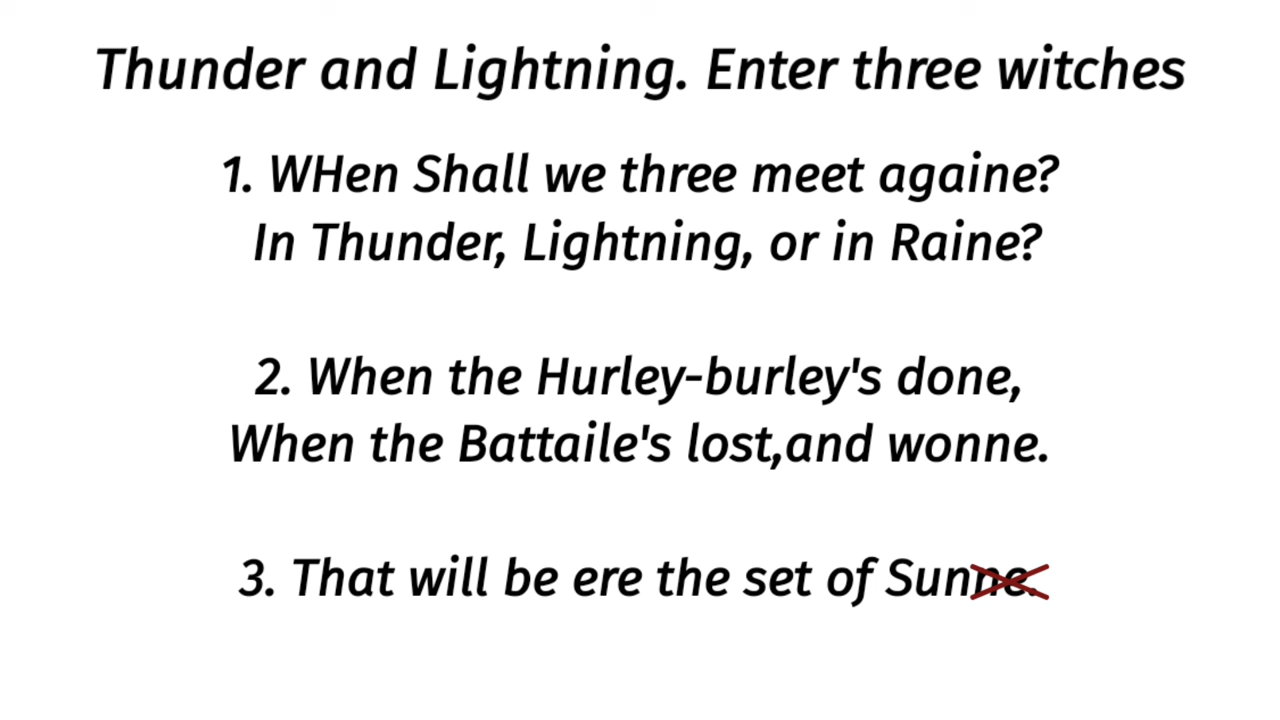 Thunder and Lightning. Enter three witches
1. WHen Shall we three meet againe?
In Thunder, Lightning, or in Raine?
2. When the Hurley-burley's done,
When the Battaile's lost,and wonne.
3. That will be ere the set of Sunne.